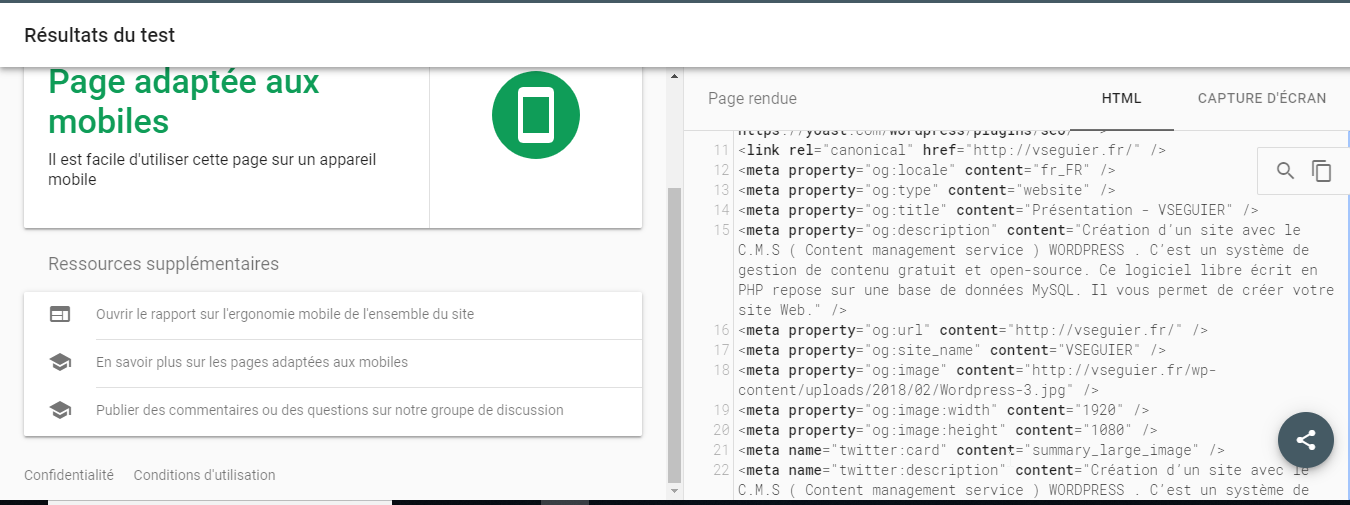 Résultats du test
Page adaptée aux
mobiles
Il est facile d'utiliser cette page sur un appareil
mobile
Ressources supplémentaires
Ouvrir le rapport sur l'ergonomie mobile de l'ensemble du site
En savoir plus sur les pages adaptées aux mobiles
Publier des commentaires ou des questions sur notre groupe de discussion
Confidentialité Conditions d'utilisation
Page rendue HTML CAPTURE D'ÉCRAN
https://yoast.com/wordpress/plugins/seo/
11 <link rel="canonical" href="http://vseguier.fr/" />
12 <meta property="og:locale" content="fr_FR" />
13 <meta property="og:type" content="website" />
14 <meta property="og:title" content="Présentation - VSEGUIER" />
15 <meta property="og:description" content="Création d'un site avec le
C.M.S ( Content management service ) WORDPRESS . C'est un système de
gestion de contenu gratuit et open-source. Ce logiciel libre écrit en
PHP repose sur une base de données MySQL. Il vous permet de créer votre
site Web." />
16 <meta property="og:url" content="http://vseguier.fr/" />
17 <meta property="og:site_name" content="VSEGUIER" />
18 <meta property="og:image" content="http://vseguier.fr/wp-
content/uploads/2018/02/Wordpress-3.jpg" />
19 <meta property="og:image:width" content="1920" />
20 <meta property="og:image:height" content="1080" />
21 <meta name="twitter:card" content="summary_large_image" />
22 <meta name="twitter:description" content="Création d'un site avec le
C.M.S ( Content management service ) WORDPRESS . C'est un système de